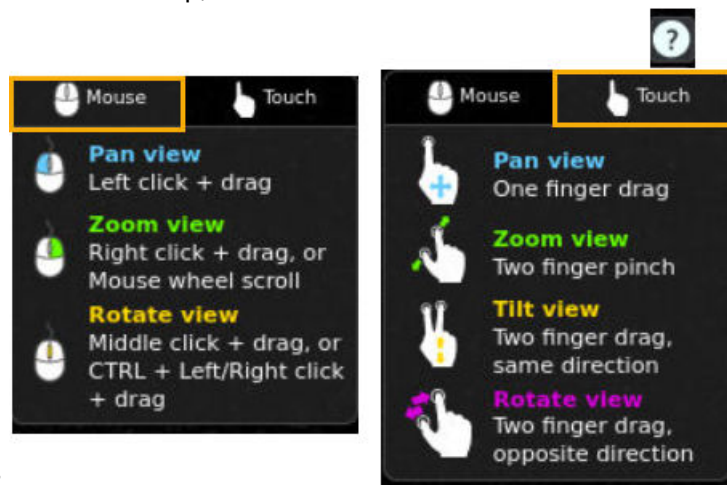 ?
Mouse Touch
Pan view
Left click + drag
Zoom view
Right click + drag, or
Mouse wheel scroll
Rotate view
Middle click + drag, or
CTRL + Left/Right click
+ drag
Mouse Touch
Pan view
One finger drag
Zoom view
Two finger pinch
Tilt view
Two finger drag,
same direction
Rotate view
Two finger drag,
opposite direction